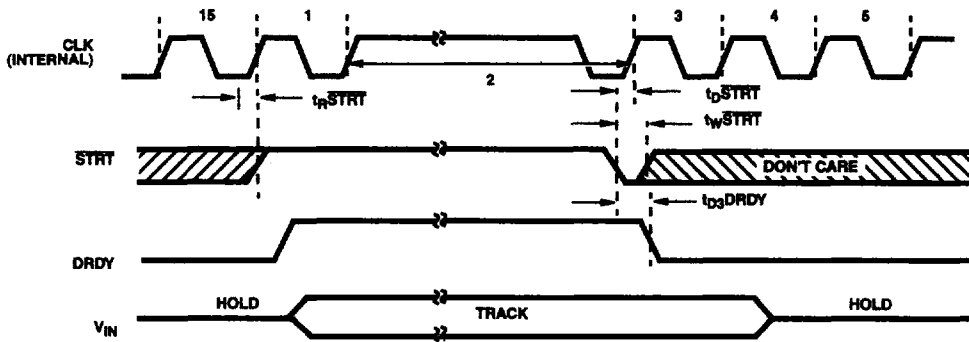 15 1 3 4 5
CLK
(INTERNAL)
2
tRSTRT
tDSTRT
tWSTRT
STRT
DON'T CARE
tD3DRDY
DRDY
HOLD TRACK HOLD
VIN